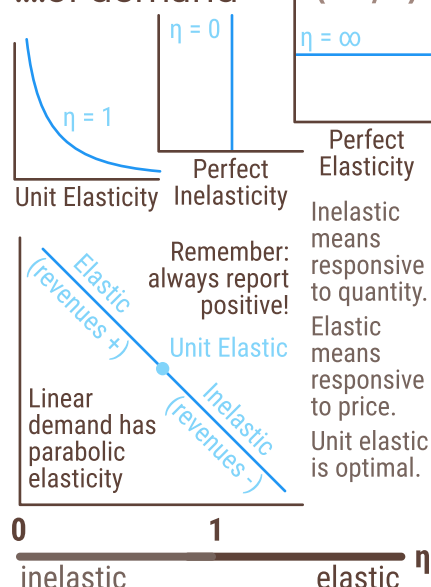 of demand
η = 1
η = 0
η = ∞
Unit Elasticity
Perfect
Inelasticity
Perfect
Elasticity
Inelastic
means
responsive
to quantity.
Elastic
means
responsive
to price.
Unit elastic
is optimal.
Remember:
always report
positive!
Elastic
(revenues +)
Unit Elastic
Inelastic
(revenues -)
Linear
demand has
parabolic
elasticity
0
1
η
inelastic
elastic